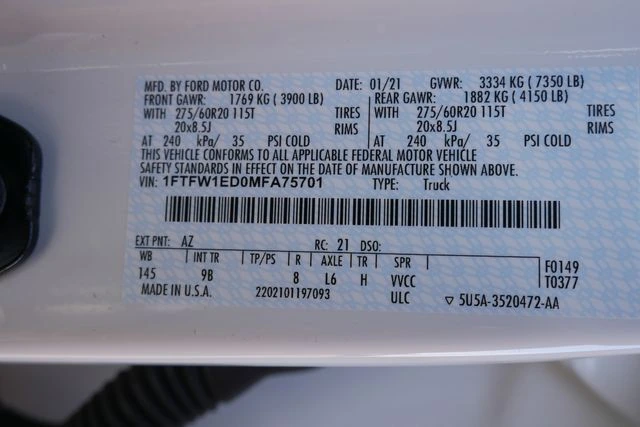 MFD. BY FORD MOTOR CO. DATE: 01/21 GVWR: 3334 KG ( 7350 LB)
FRONT GAWR: 1769 KG ( 3900 LB) REAR GAWR: 1882 KG ( 4150 LB)
WITH 275/60R20 115T TIRES WITH 275/60R20 115T TIRES
20x8.5J RIMS 20x8.5J RIMS
AT 240 kPa/ 35 PSI COLD AT 240 kPa/ 35 PSI COLD
THIS VEHICLE CONFORMS TO ALL APPLICABLE FEDERAL MOTOR VEHICLE
SAFETY STANDARDS IN EFFECT ON THE DATE OF MANUFACTURE SHOWN ABOVE.
VIN: 1FTFW1ED0MFA75701 TYPE: Truck
EXT PNT: AZ RC: 21 DSO:
WB INT TR TP/PS R AXLE TR SPR F0149
145 9B 8 L6 H VVCC T0377
MADE IN U.S.A. 2202101197093 ULC ▽ 5U5A-3520472-AA